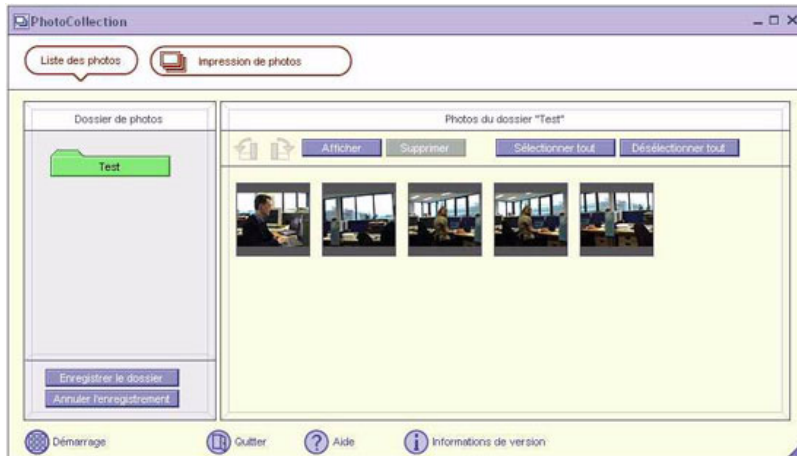 PhotoCollection
Liste des photos
Impression de photos
Dossier de photos
Test
Enregistrer le dossier
Annuler l'enregistrement
Photos du dossier "Test"
Afficher
Supprimer
Sélectionner tout
Désélectionner tout
Démarrage
Quitter
? Aide
i Informations de version